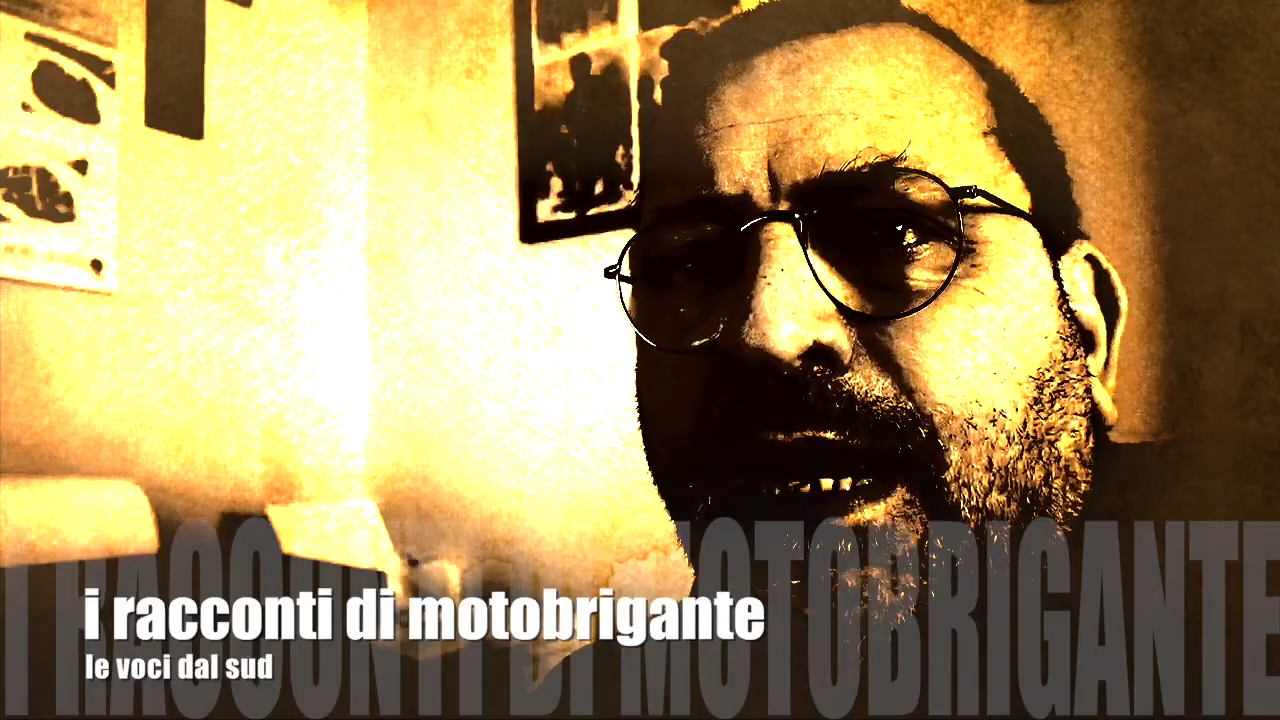 i racconti di motobrigante
le voci dal sud
I RACCONTI DI MOTOBRIGANTE